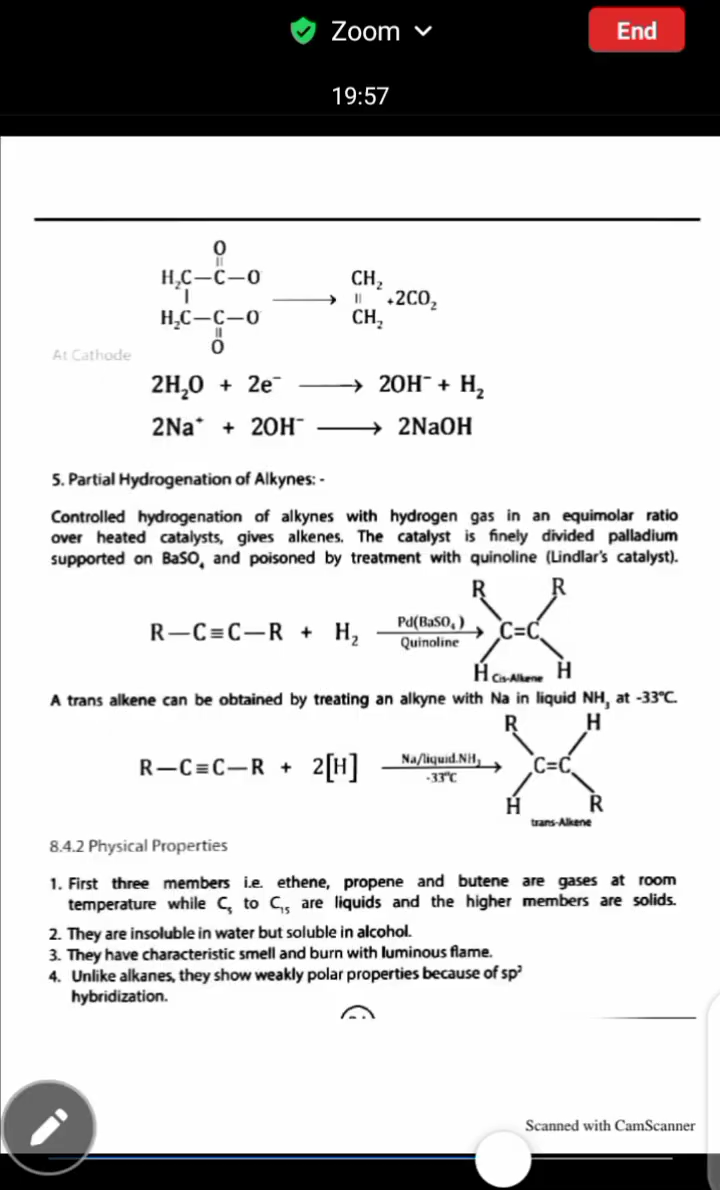 Zoom
End
19:57
O
||
H₂C—C—O
|
H₂C—C—O
||
O
⟶
CH₂
||
CH₂
+2CO₂
At Cathode
2H₂O + 2e⁻ ⟶ 2OH⁻ + H₂
2Na⁺ + 2OH⁻ ⟶ 2NaOH
5. Partial Hydrogenation of Alkynes: -
Controlled hydrogenation of alkynes with hydrogen gas in an equimolar ratio
over heated catalysts, gives alkenes. The catalyst is finely divided palladium
supported on BaSO₄ and poisoned by treatment with quinoline (Lindlar's catalyst).
R R
R—C≡C—R + H₂ Pd(BaSO₄) ⟶ C=C
Quinoline
H Cis-Alkene H
A trans alkene can be obtained by treating an alkyne with Na in liquid NH₃ at -33°C.
R H
R—C≡C—R + 2[H] Na/liquid.NH₃ ⟶ C=C
-33°C
H R
trans-Alkene
8.4.2 Physical Properties
1. First three members i.e. ethene, propene and butene are gases at room
temperature while C₅ to C₁₅ are liquids and the higher members are solids.
2. They are insoluble in water but soluble in alcohol.
3. They have characteristic smell and burn with luminous flame.
4. Unlike alkanes, they show weakly polar properties because of sp²
hybridization.
Scanned with CamScanner